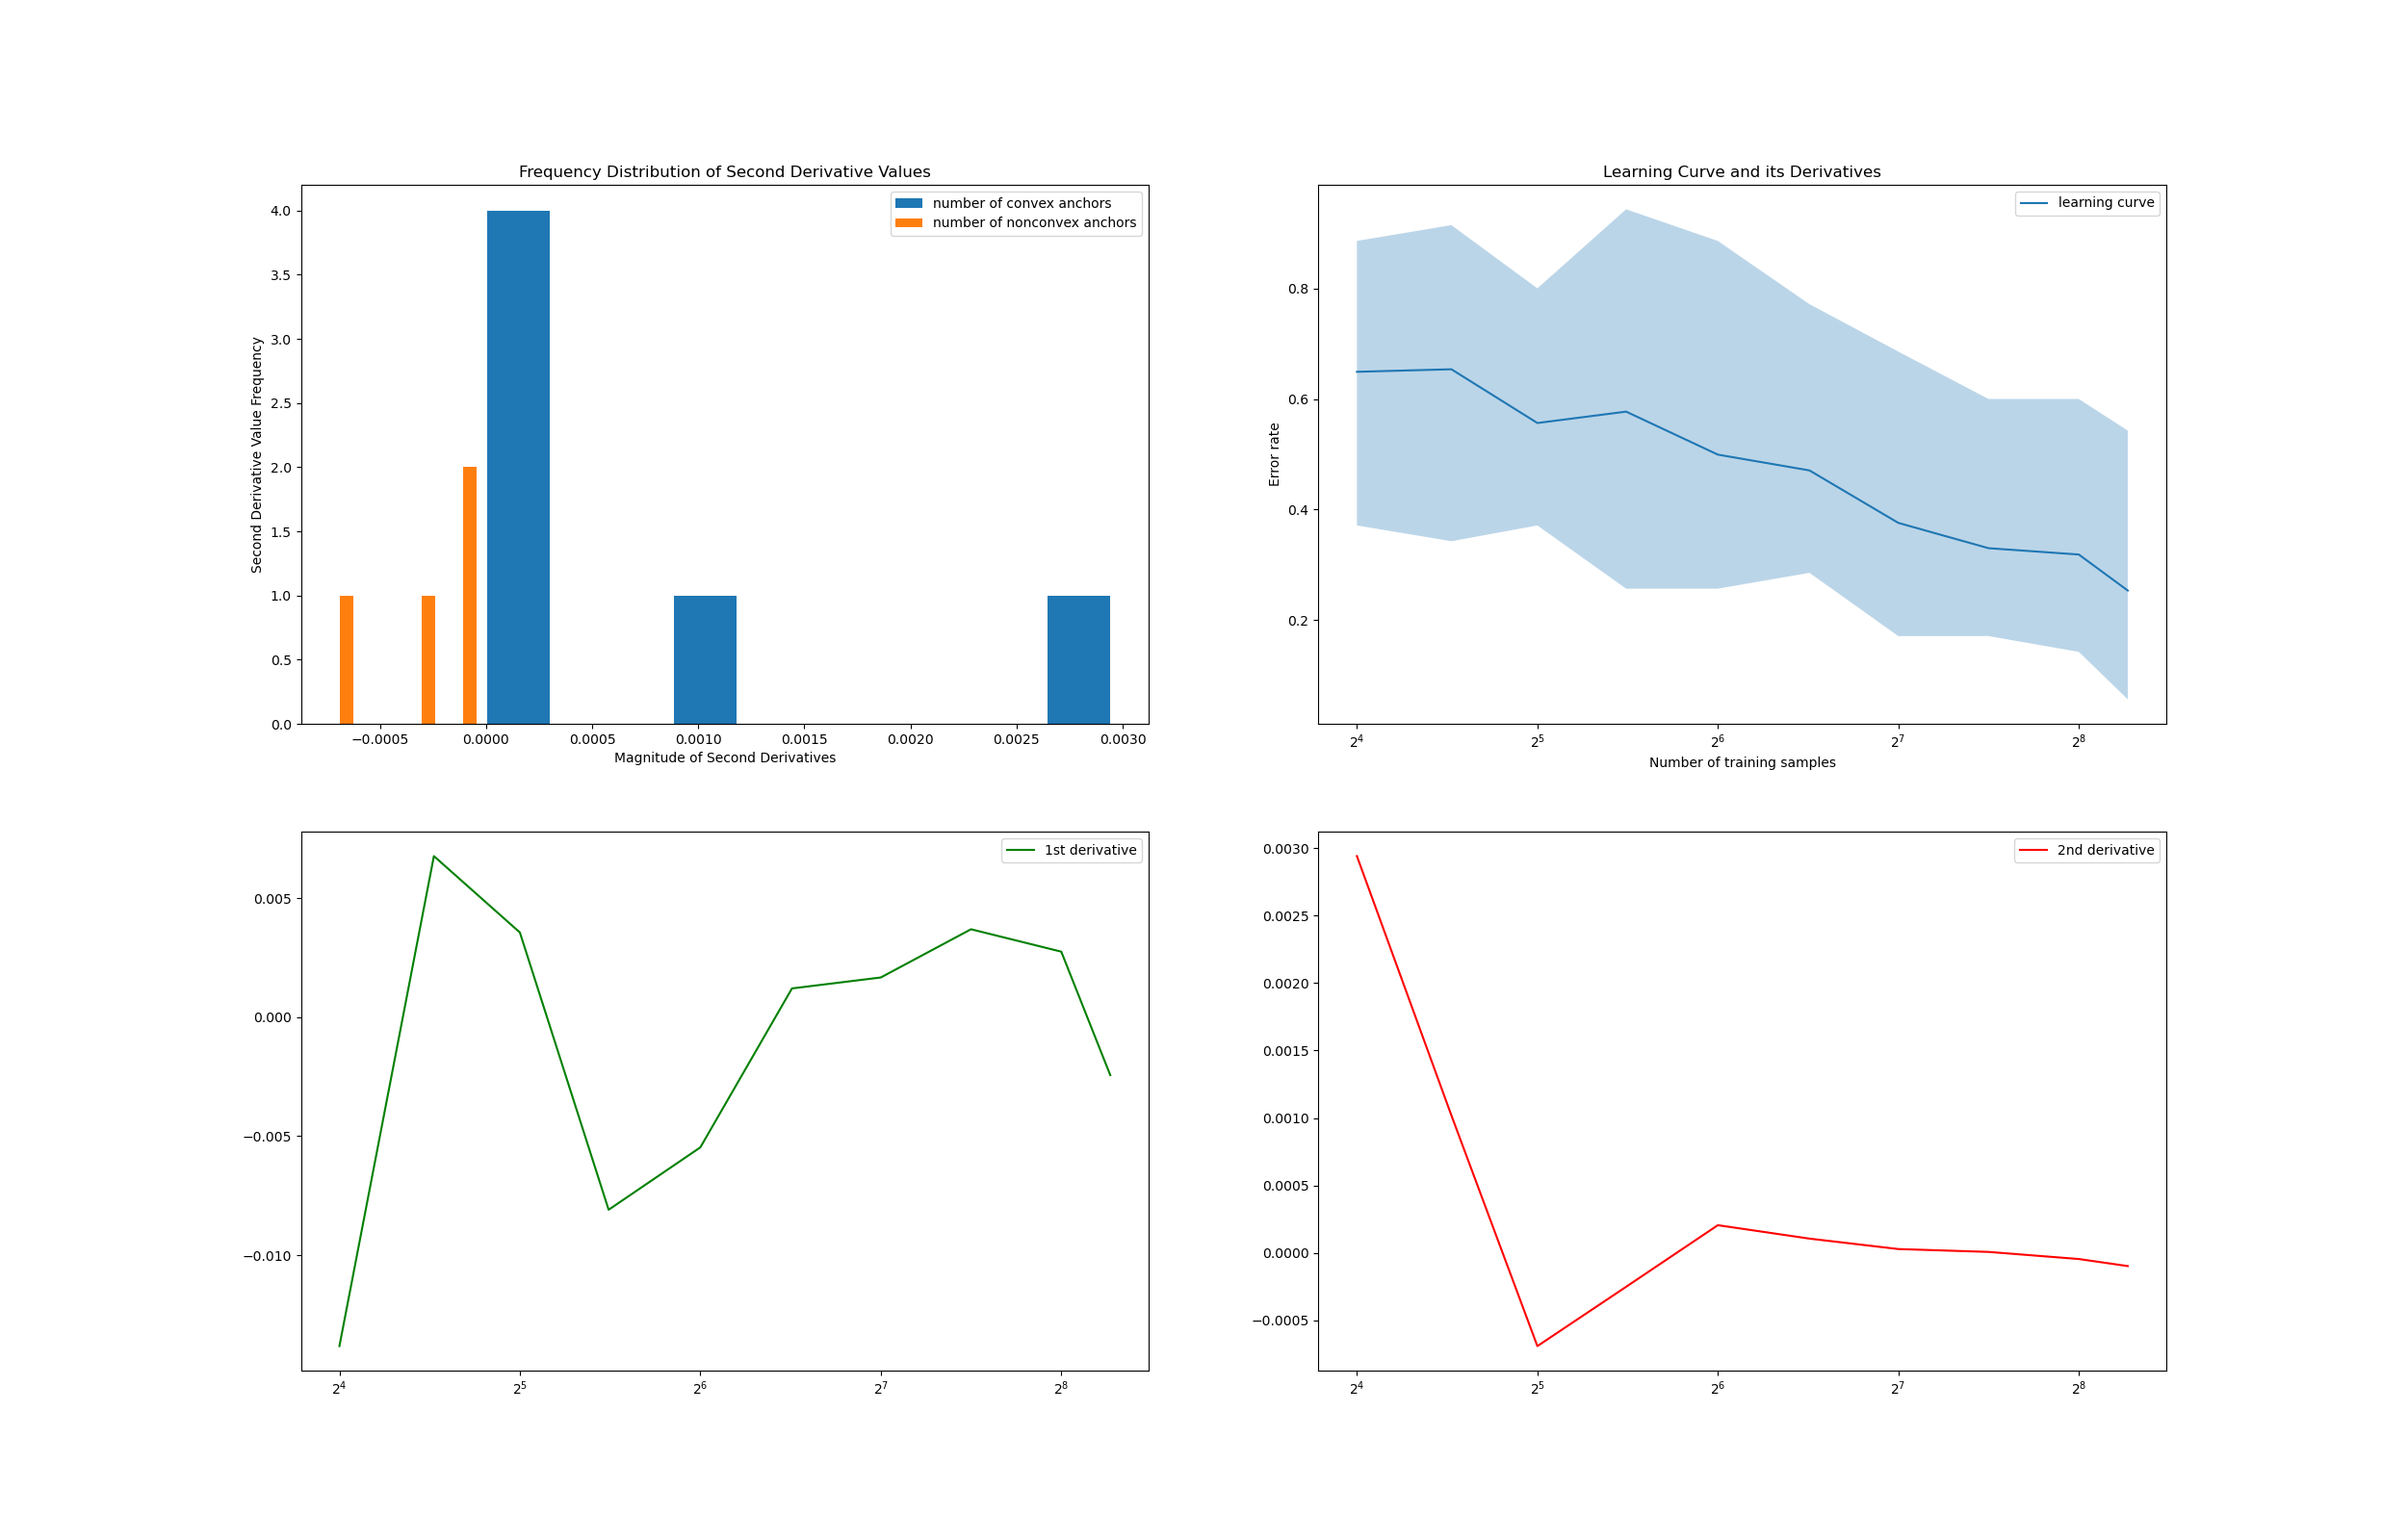 Frequency Distribution of Second Derivative Values
number of convex anchors
number of nonconvex anchors
Second Derivative Value Frequency
4.0
3.5
3.0
2.5
2.0
1.5
1.0
0.5
0.0
−0.0005 0.0000 0.0005 0.0010 0.0015 0.0020 0.0025 0.0030
Magnitude of Second Derivatives
Learning Curve and its Derivatives
learning curve
Error rate
0.8
0.6
0.4
0.2
2⁴ 2⁵ 2⁶ 2⁷ 2⁸
Number of training samples
1st derivative
0.005
0.000
−0.005
−0.010
2⁴ 2⁵ 2⁶ 2⁷ 2⁸
2nd derivative
0.0030
0.0025
0.0020
0.0015
0.0010
0.0005
0.0000
−0.0005
2⁴ 2⁵ 2⁶ 2⁷ 2⁸